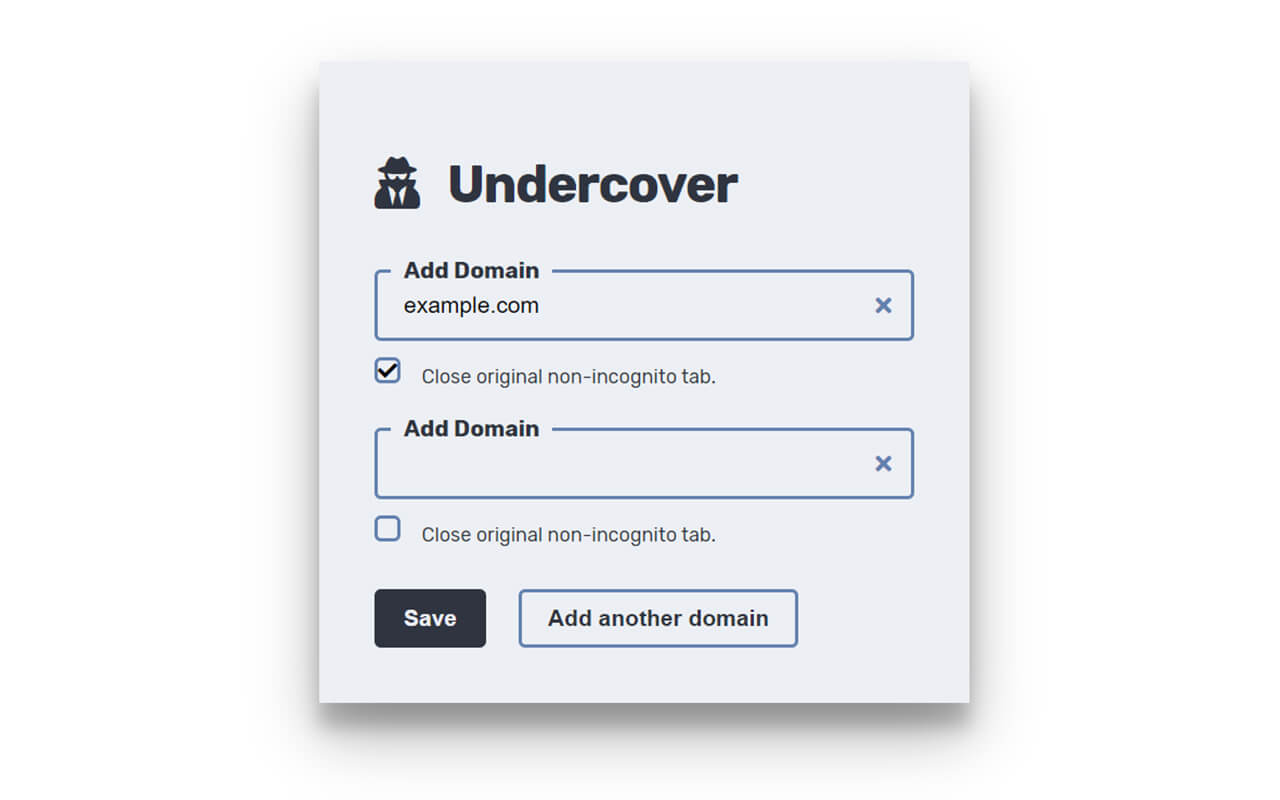 Undercover
Add Domain
example.com
Close original non-incognito tab.
Add Domain
Close original non-incognito tab.
Save
Add another domain